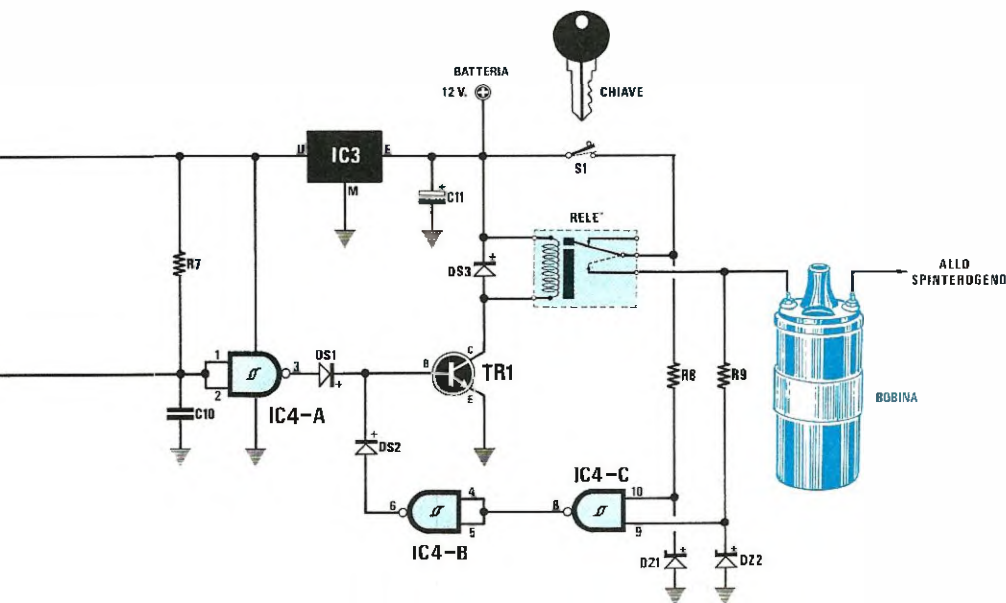 BATTERIA
12 V.
CHIAVE
U
IC3
E
M
C11
S1
RELE'
R7
DS3
ALLO
SPINTEROGENO
1
2
3
DS1
B
C
E
TR1
R8
R9
BOBINA
C10
IC4-A
DS2
IC4-C
6
4
5
8
10
9
IC4-B
DZ1
DZ2